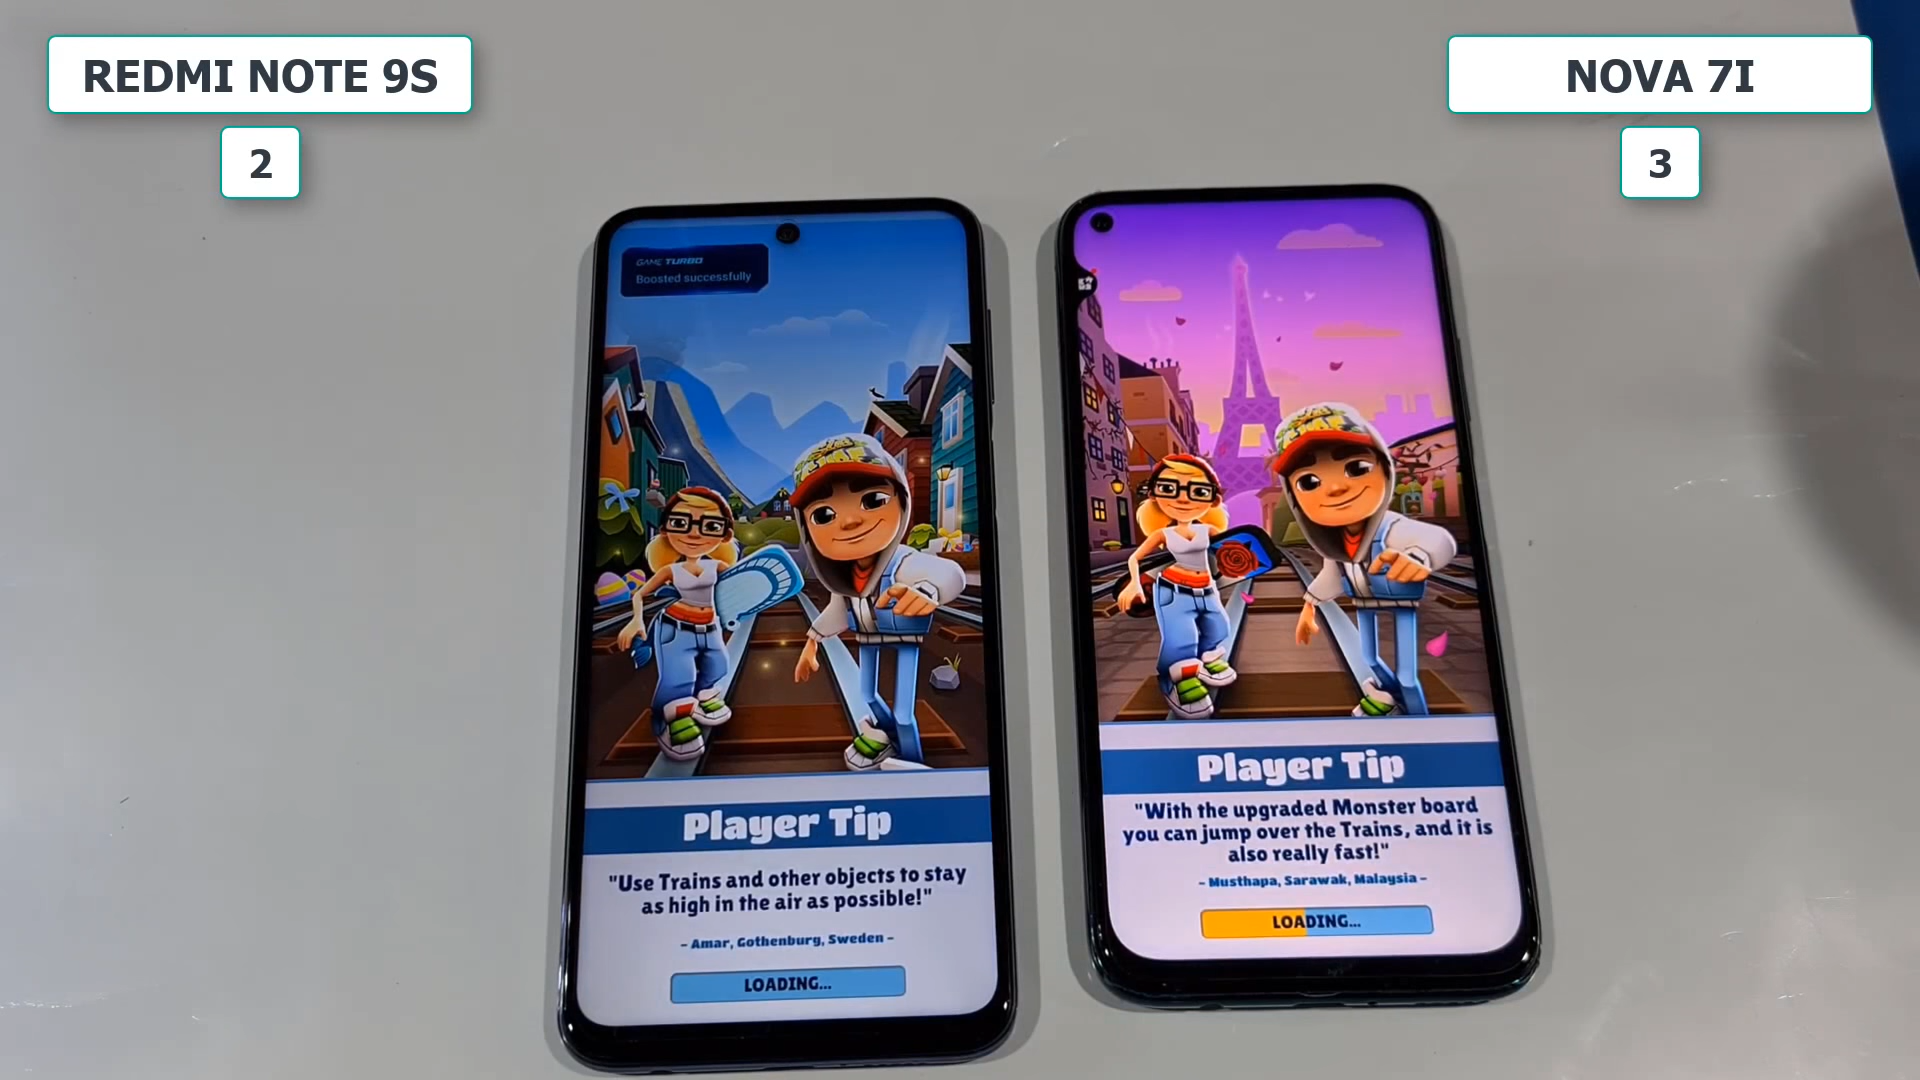 REDMI NOTE 9S
2
NOVA 7I
3
GAME TURBO
Boosted successfully
Player Tip
"Use Trains and other objects to stay
as high in the air as possible!"
- Amar, Gothenburg, Sweden -
LOADING...
Player Tip
"With the upgraded Monster board
you can jump over the Trains, and it is
also really fast!"
- Musthapa, Sarawak, Malaysia -
LOADING...